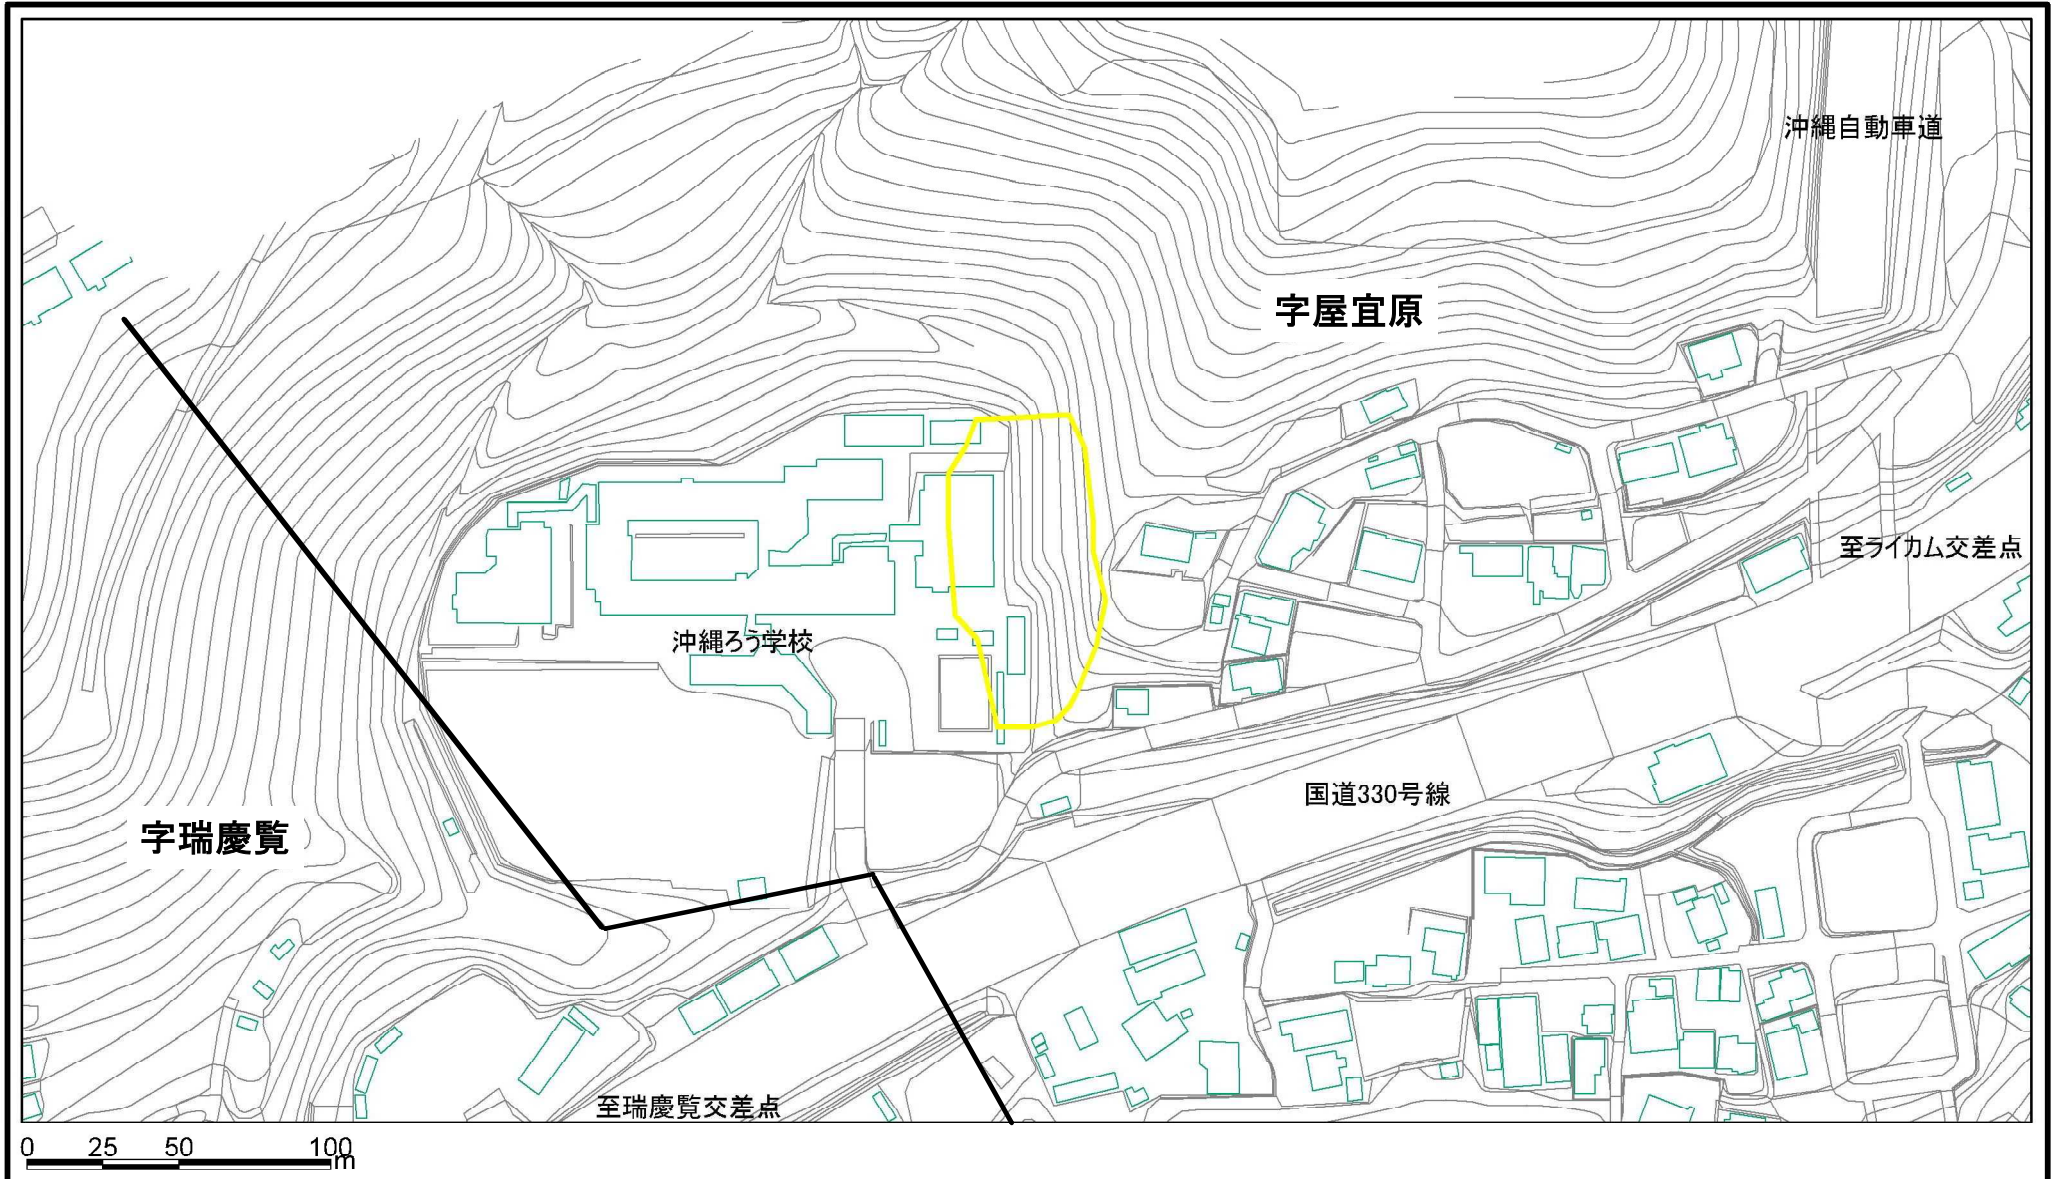 沖縄自動車道
字屋宜原
至ライカム交差点
沖縄ろう学校
国道330号線
字瑞慶覧
至瑞慶覧交差点
0 25 50 100m